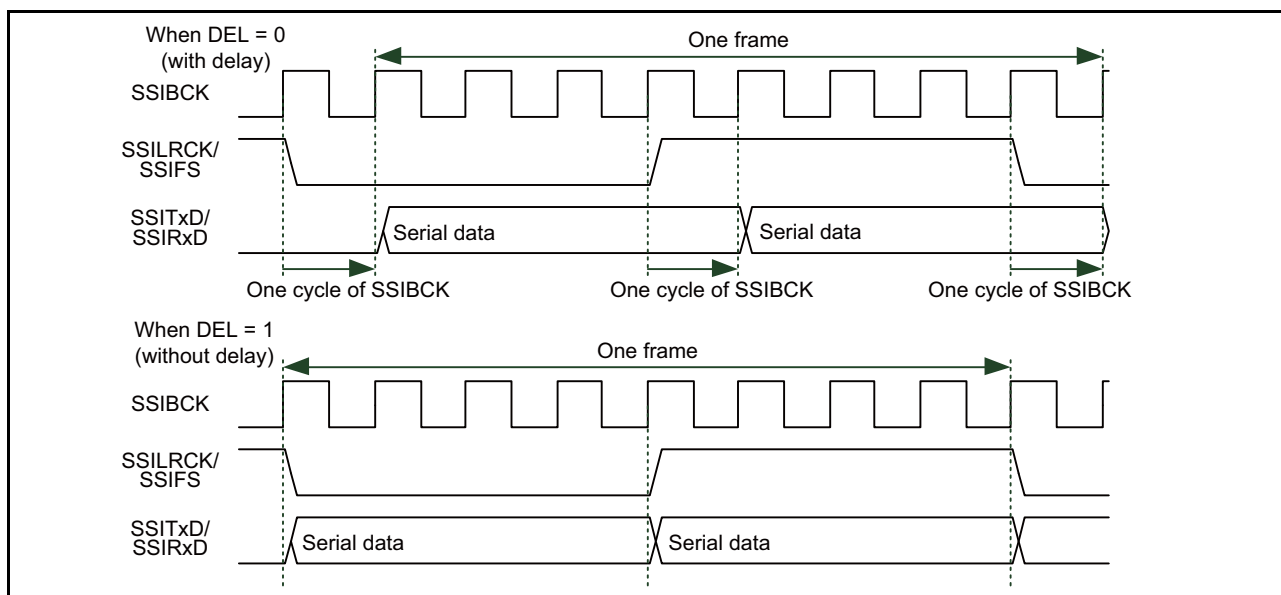 When DEL = 0
(with delay)
One frame
SSIBCK
SSILRCK/
SSIFS
SSITxD/
SSIRxD
Serial data
Serial data
One cycle of SSIBCK
One cycle of SSIBCK
One cycle of SSIBCK
When DEL = 1
(without delay)
One frame
SSIBCK
SSILRCK/
SSIFS
SSITxD/
SSIRxD
Serial data
Serial data